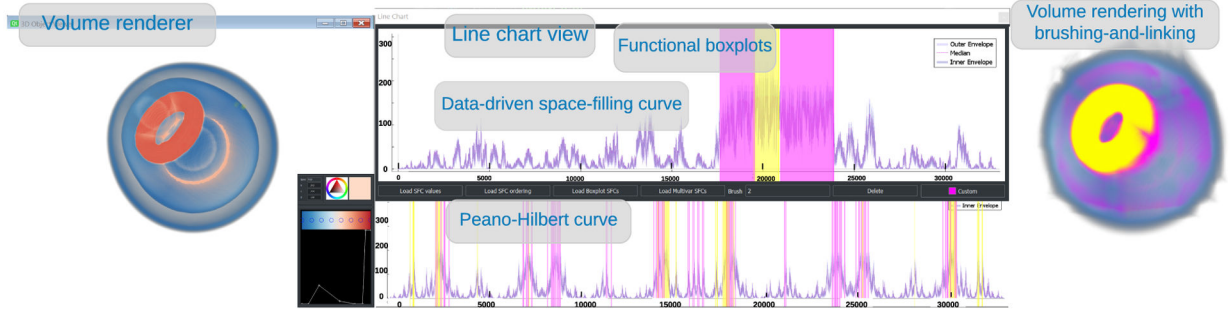 3D Obje
Volume renderer
Line Chart
Line chart view
Functional boxplots
Data-driven space-filling curve
300
200
100
0
Outer Envelope
Median
Inner Envelope
0 5000 10000 15000 20000 25000 30000
Load SFC values Load SFC ordering Load Boxplot SFCs Load Multivar SFCs Brush 2 Delete Custom
Peano-Hilbert curve
Inner Envelope
300
200
100
0
0 5000 10000 15000 20000 25000 30000
Volume rendering with
brushing-and-linking